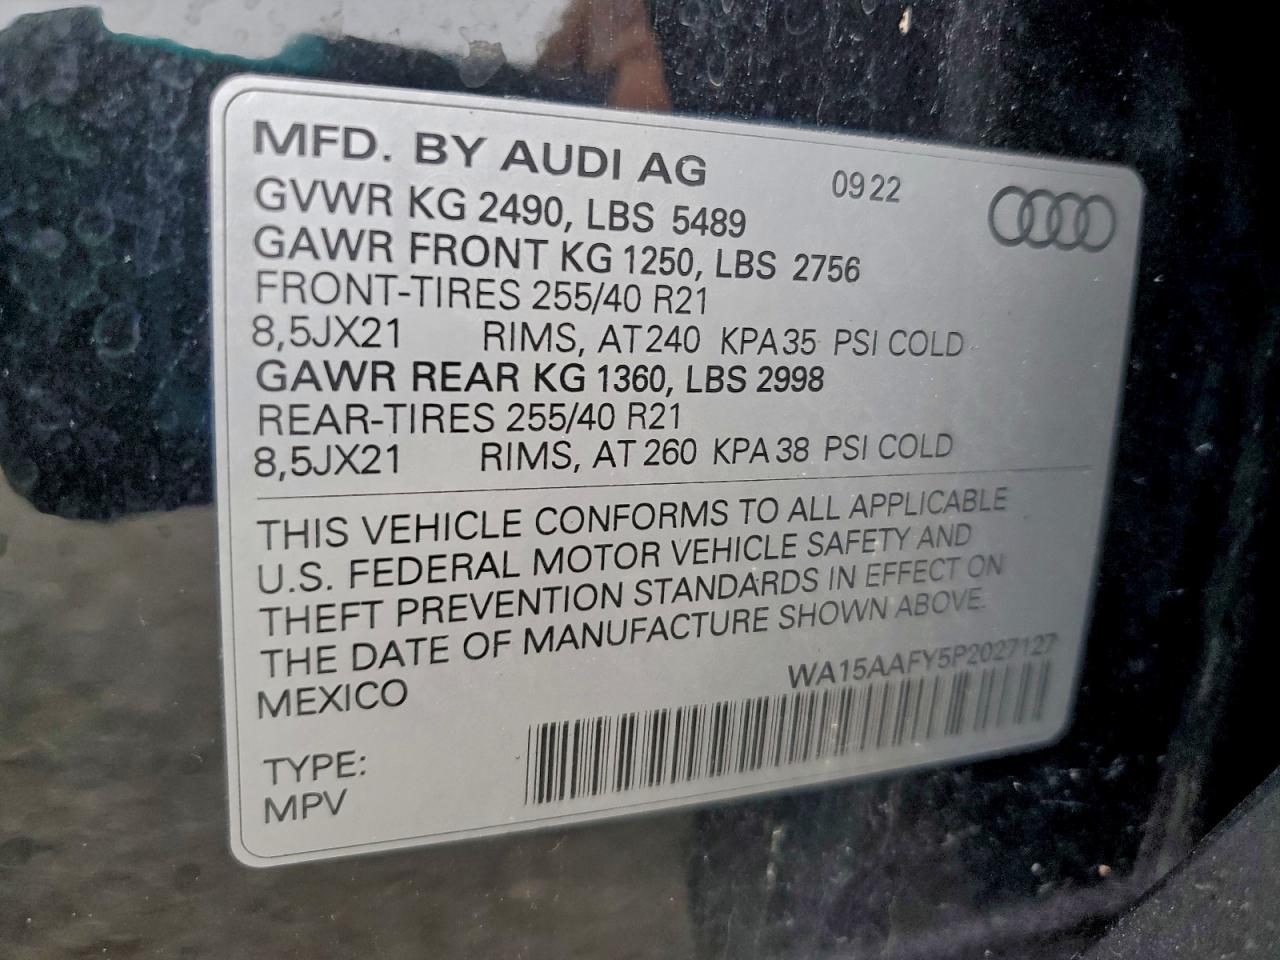 MFD. BY AUDI AG 09 22
GVWR KG 2490, LBS 5489
GAWR FRONT KG 1250, LBS 2756
FRONT-TIRES 255/40 R21
8,5JX21 RIMS, AT 240 KPA 35 PSI COLD
GAWR REAR KG 1360, LBS 2998
REAR-TIRES 255/40 R21
8,5JX21 RIMS, AT 260 KPA 38 PSI COLD
THIS VEHICLE CONFORMS TO ALL APPLICABLE
U.S. FEDERAL MOTOR VEHICLE SAFETY AND
THEFT PREVENTION STANDARDS IN EFFECT ON
THE DATE OF MANUFACTURE SHOWN ABOVE.
MEXICO WA15AAFY5P2027127
TYPE:
MPV